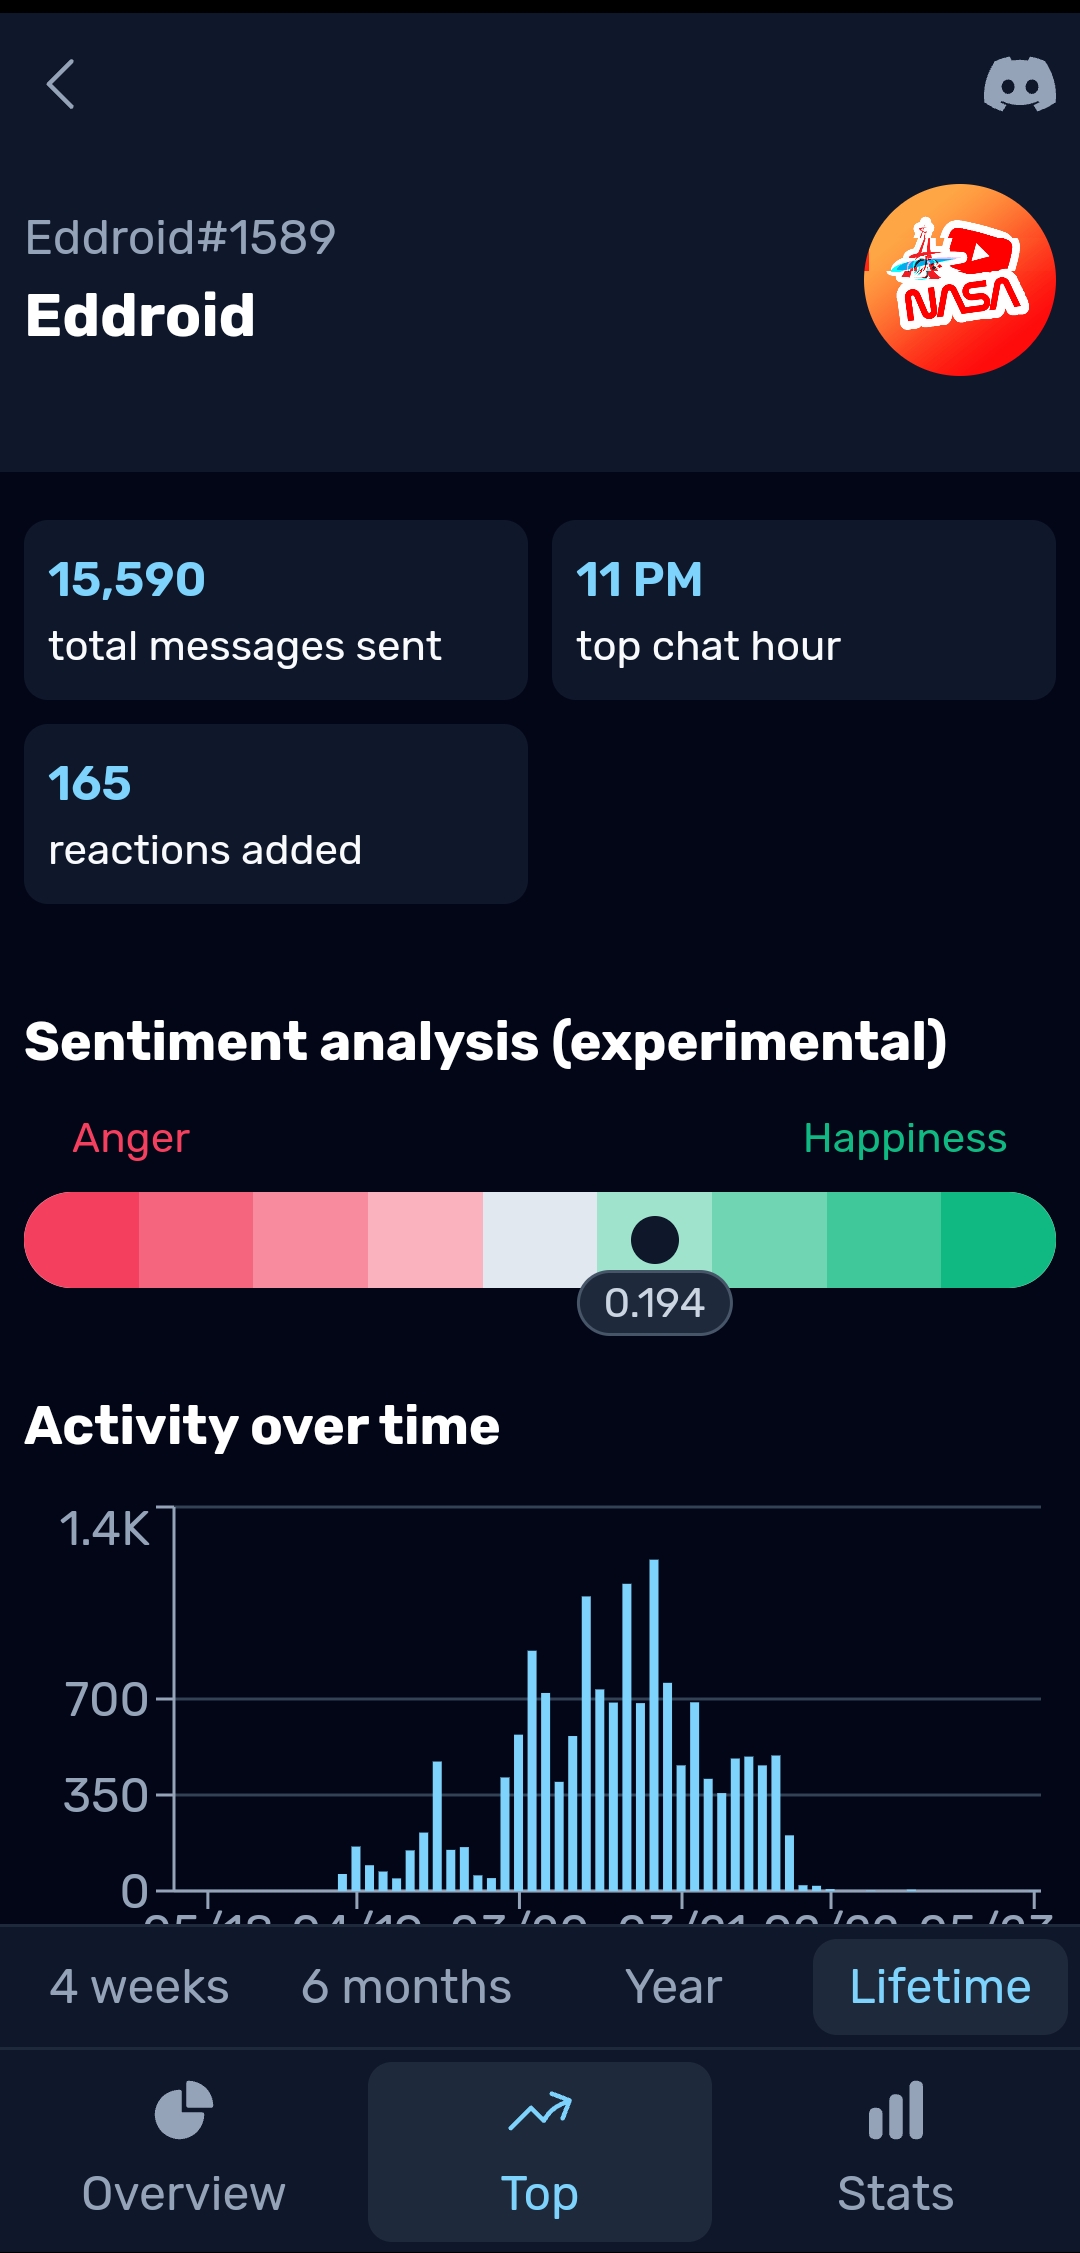 Eddroid#1589
Eddroid
NASA
15,590
total messages sent
11 PM
top chat hour
165
reactions added
Sentiment analysis (experimental)
Anger
Happiness
0.194
Activity over time
1.4K
700
350
0
4 weeks
6 months
Year
Lifetime
Overview
Top
Stats